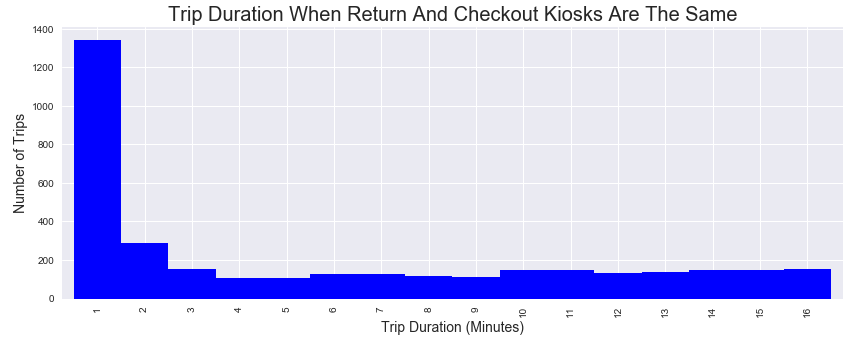 Trip Duration When Return And Checkout Kiosks Are The Same
Number of Trips
1400
1200
1000
800
600
400
200
0
1 2 3 4 5 6 7 8 9 10 11 12 13 14 15 16
Trip Duration (Minutes)